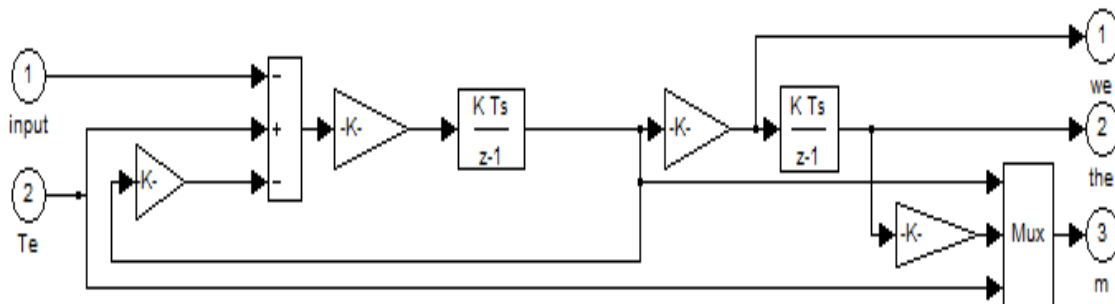 1
input
2
Te
-
+
-
-K-
K-
K Ts
z-1
-K-
K Ts
z-1
-K-
Mux
1
we
2
the
3
m